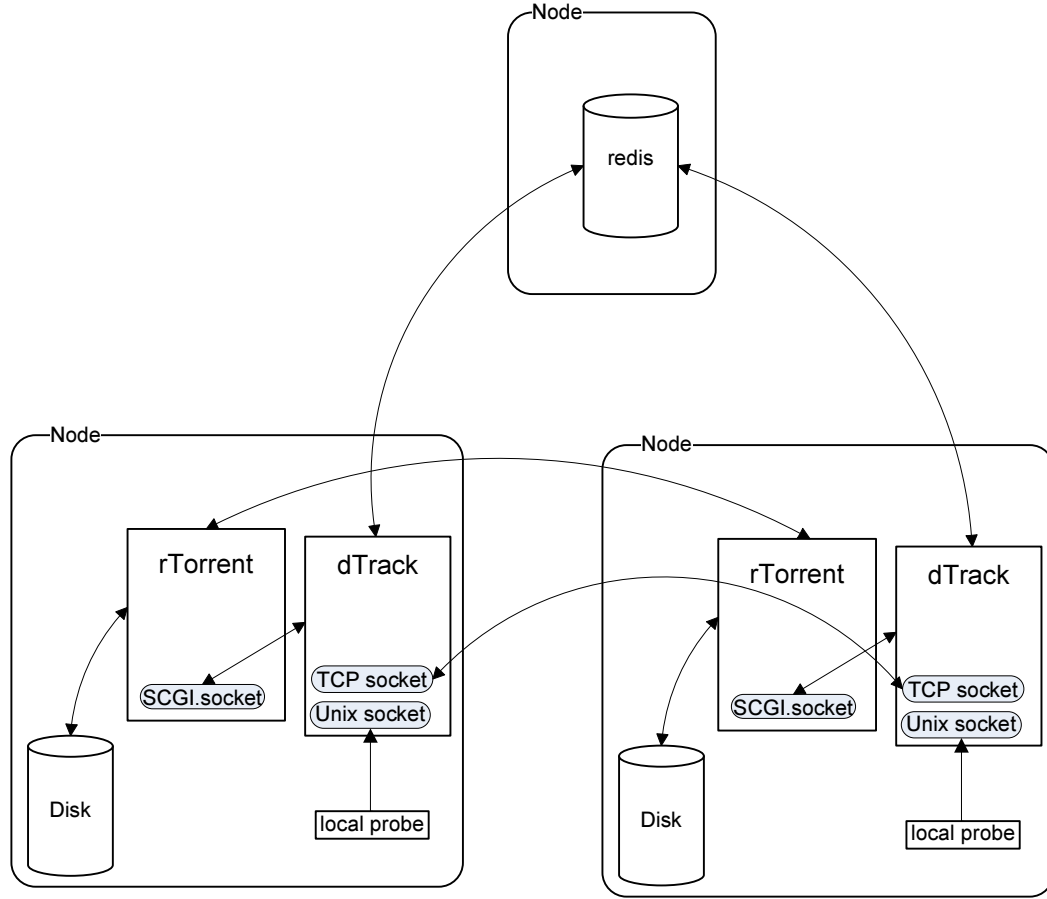 Node
redis
Node
rTorrent
dTrack
TCP socket
SCGI.socket
Unix socket
Disk
local probe
Node
rTorrent
dTrack
TCP socket
SCGI.socket
Unix socket
Disk
local probe